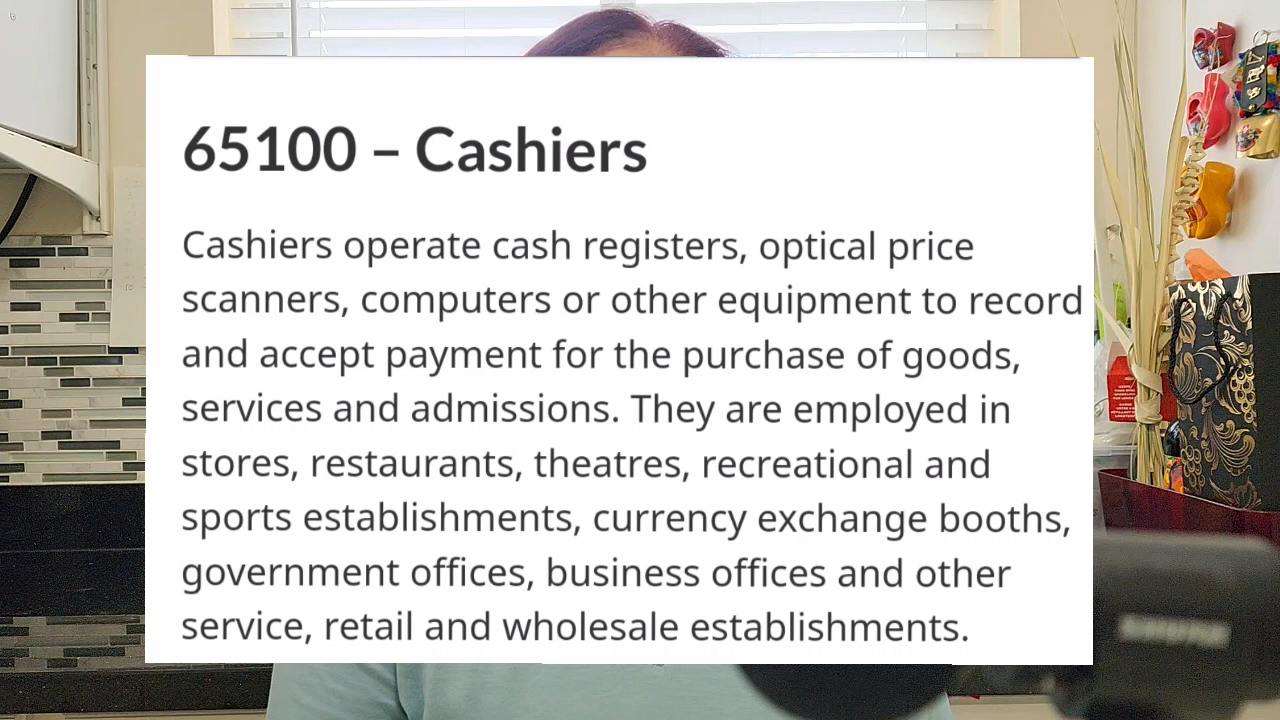 65100 – Cashiers
Cashiers operate cash registers, optical price
scanners, computers or other equipment to record
and accept payment for the purchase of goods,
services and admissions. They are employed in
stores, restaurants, theatres, recreational and
sports establishments, currency exchange booths,
government offices, business offices and other
service, retail and wholesale establishments.